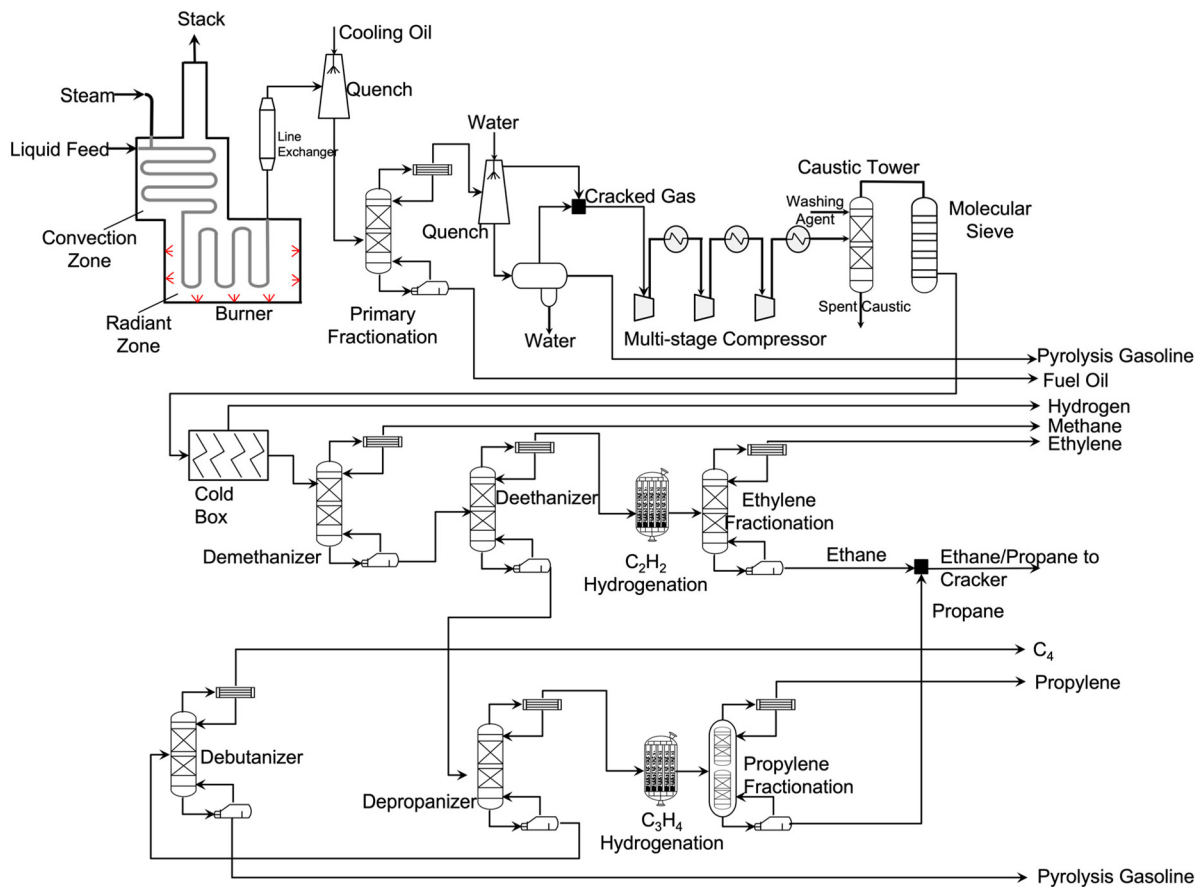 Stack
Cooling Oil
Quench
Steam
Liquid Feed
Line
Exchanger
Water
Caustic Tower
Cracked Gas
Washing
Agent
Molecular
Sieve
Quench
Convection
Zone
Radiant
Zone
Burner
Primary
Fractionation
Water
Multi-stage Compressor
Spent Caustic
Pyrolysis Gasoline
Fuel Oil
Hydrogen
Methane
Ethylene
Cold
Box
Demethanizer
Deethanizer
C₂H₂
Hydrogenation
Ethylene
Fractionation
Ethane
Ethane/Propane to
Cracker
Propane
C₄
Propylene
Debutanizer
Depropanizer
C₃H₄
Hydrogenation
Propylene
Fractionation
Pyrolysis Gasoline